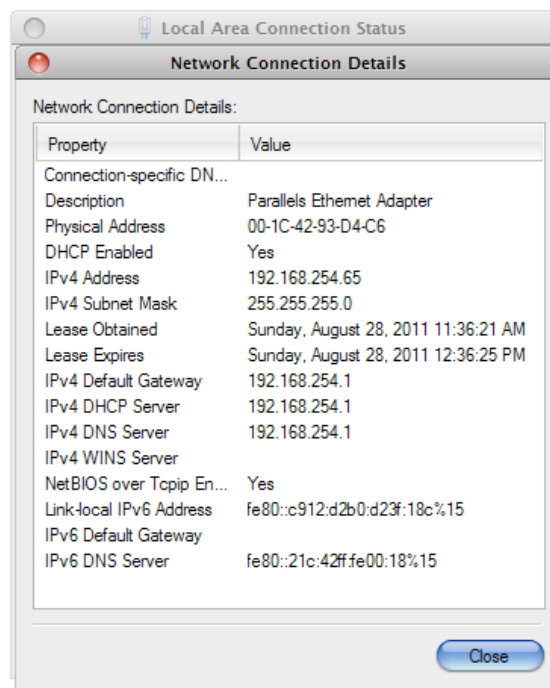 Local Area Connection Status
Network Connection Details
Network Connection Details:
Property Value
Connection-specific DN...
Description Parallels Ethernet Adapter
Physical Address 00-1C-42-93-D4-C6
DHCP Enabled Yes
IPv4 Address 192.168.254.65
IPv4 Subnet Mask 255.255.255.0
Lease Obtained Sunday, August 28, 2011 11:36:21 AM
Lease Expires Sunday, August 28, 2011 12:36:25 PM
IPv4 Default Gateway 192.168.254.1
IPv4 DHCP Server 192.168.254.1
IPv4 DNS Server 192.168.254.1
IPv4 WINS Server
NetBIOS over Tcpip En... Yes
Link-local IPv6 Address fe80::c912:d2b0:d23f:18c%15
IPv6 Default Gateway
IPv6 DNS Server fe80::21c:42ff:fe00:18%15
Close